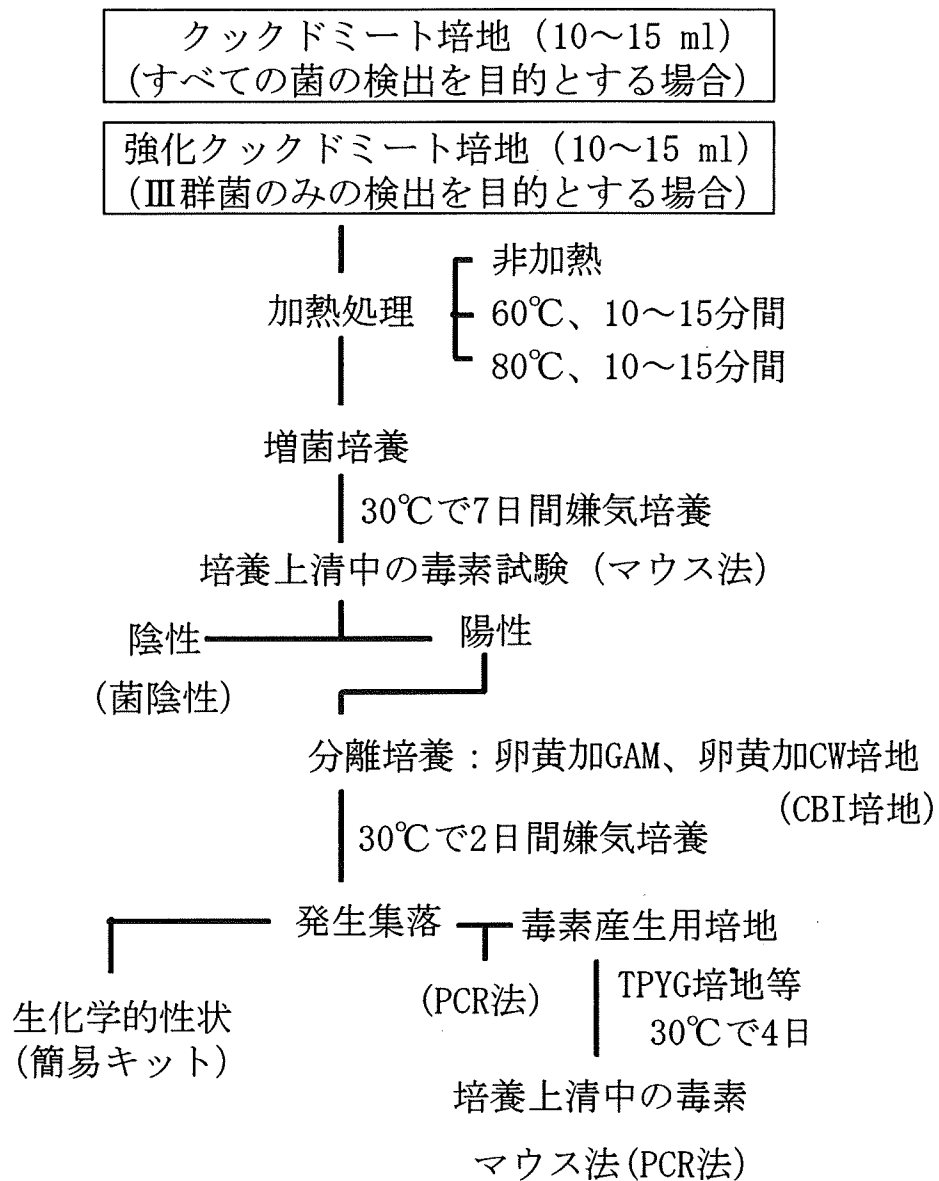 クックドミート培地 (10～15 ml)
(すべての菌の検出を目的とする場合)
強化クックドミート培地 (10～15 ml)
(Ⅲ群菌のみの検出を目的とする場合)
非加熱
加熱処理
60℃、10～15分間
80℃、10～15分間
増菌培養
30℃で7日間嫌気培養
培養上清中の毒素試験 (マウス法)
陰性
陽性
(菌陰性)
分離培養：卵黄加GAM、卵黄加CW培地
(CBI培地)
30℃で2日間嫌気培養
発生集落
毒素産生用培地
(PCR法)
TPYG培地等
30℃で4日
生化学的性状
(簡易キット)
培養上清中の毒素
マウス法(PCR法)